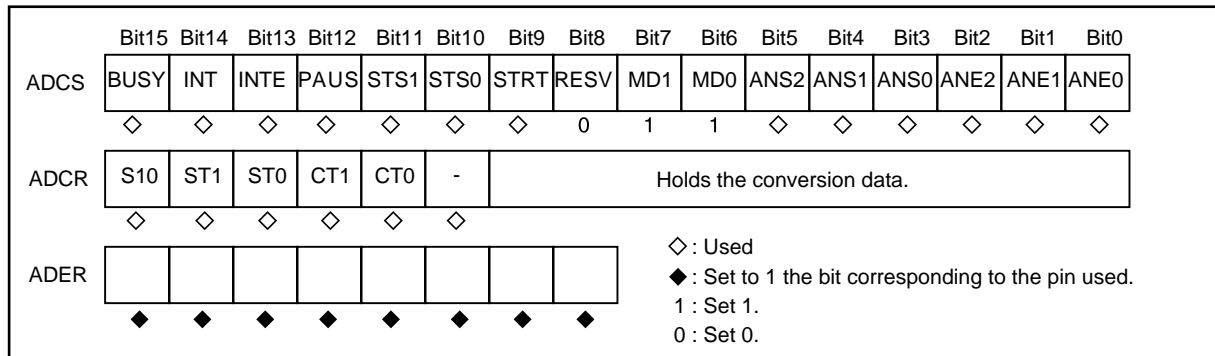 Bit15 Bit14 Bit13 Bit12 Bit11 Bit10 Bit9 Bit8 Bit7 Bit6 Bit5 Bit4 Bit3 Bit2 Bit1 Bit0
ADCS BUSY INT INTE PAUS STS1 STS0 STRT RESV MD1 MD0 ANS2 ANS1 ANS0 ANE2 ANE1 ANE0
◇ ◇ ◇ ◇ ◇ ◇ ◇ 0 1 1 ◇ ◇ ◇ ◇ ◇ ◇
ADCR S10 ST1 ST0 CT1 CT0 - Holds the conversion data.
◇ ◇ ◇ ◇ ◇ ◇
ADER
◆ ◆ ◆ ◆ ◆ ◆ ◆ ◆
◇ : Used
◆ : Set to 1 the bit corresponding to the pin used.
1 : Set 1.
0 : Set 0.